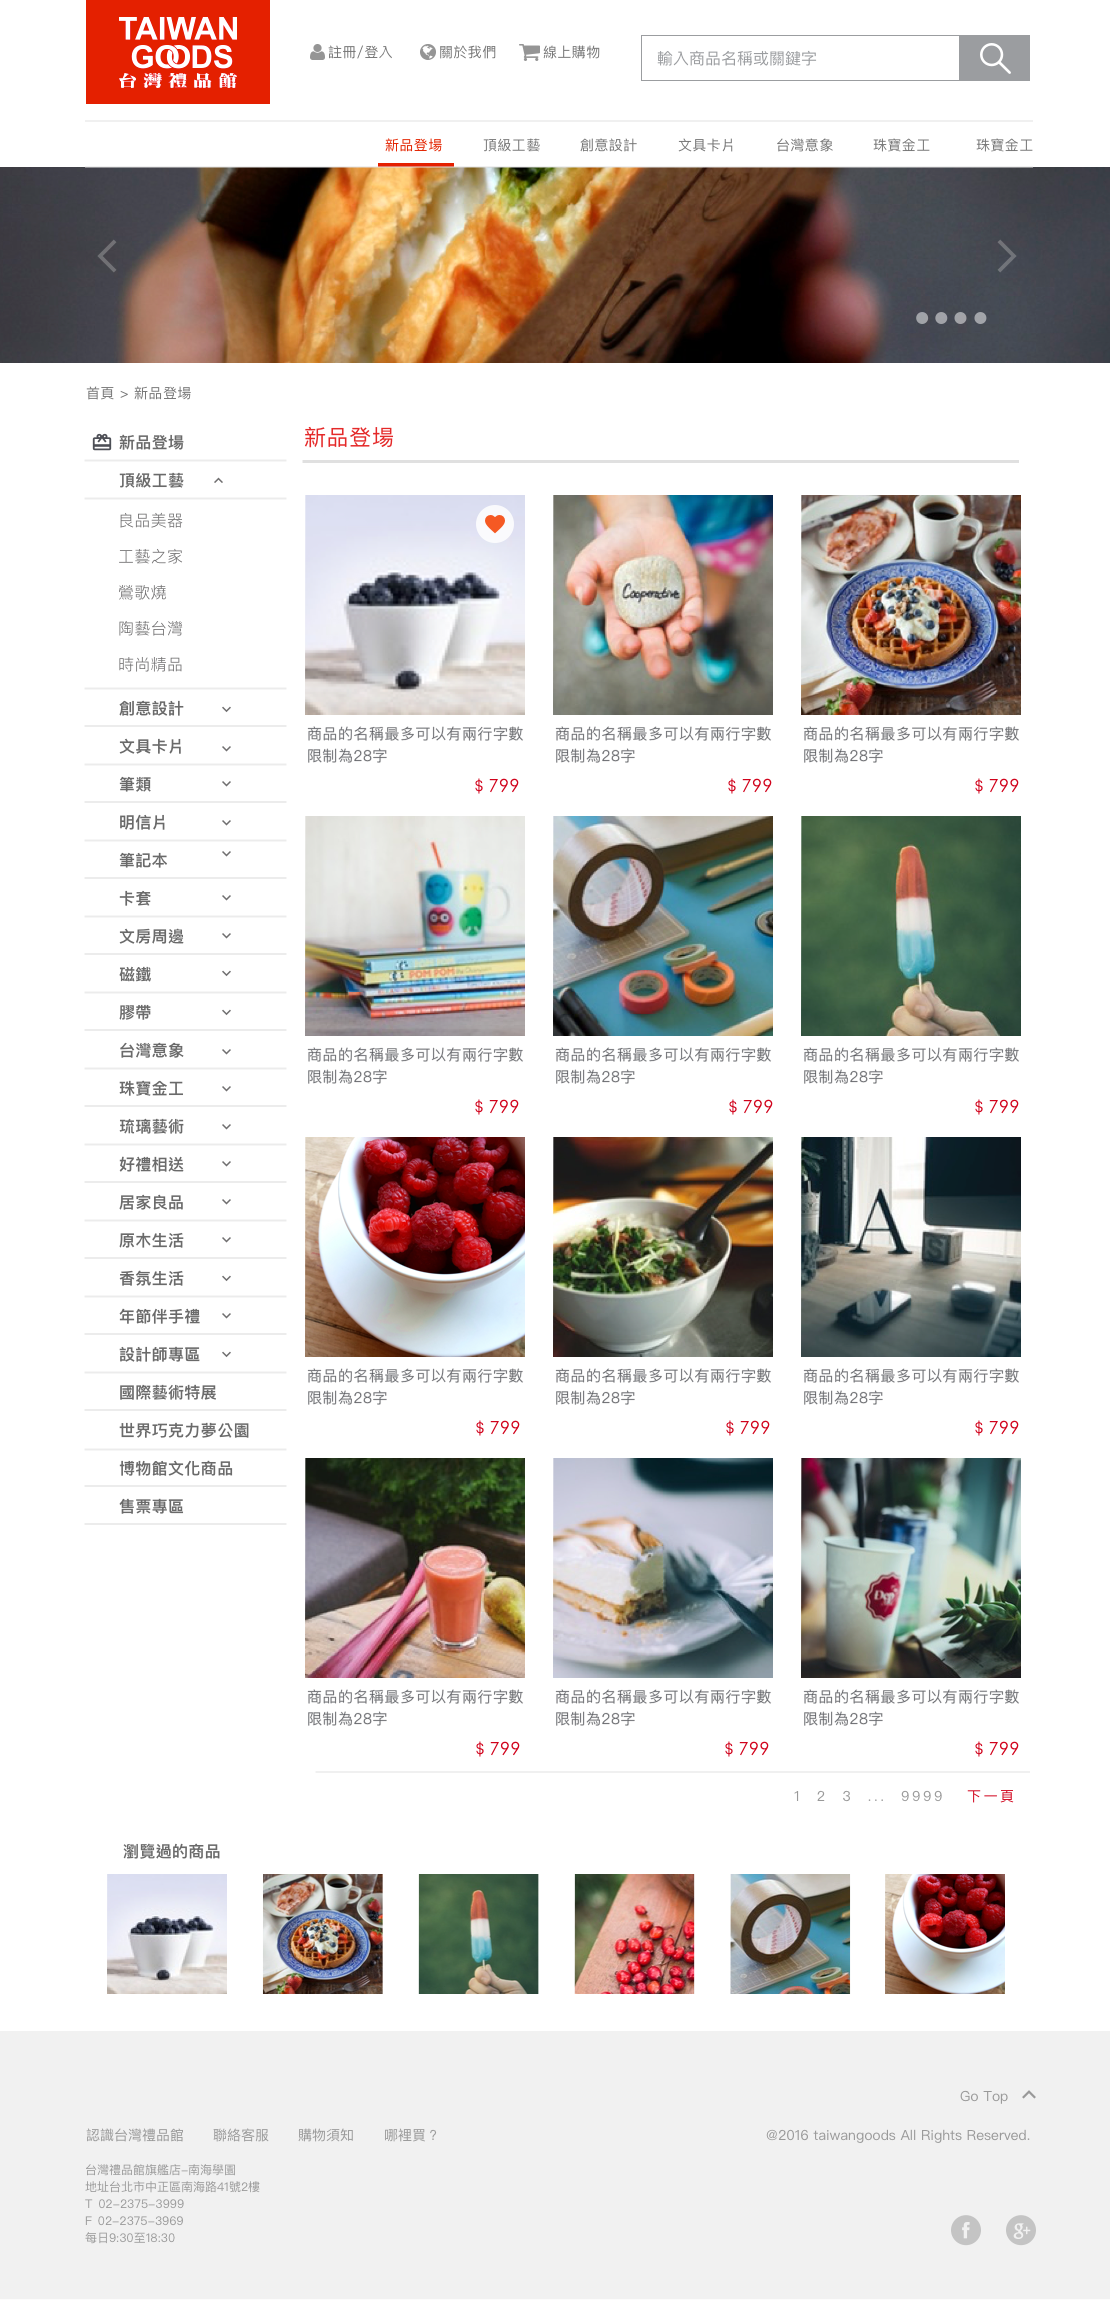 TAIWAN
GOODS
台灣禮品館
註冊/登入 關於我們 線上購物
輸入商品名稱或關鍵字
新品登場 頂級工藝 創意設計 文具卡片 台灣意象 珠寶金工 珠寶金工
首頁 > 新品登場
新品登場
頂級工藝
良品美器
工藝之家
鶯歌燒
陶藝台灣
時尚精品
創意設計
文具卡片
筆類
明信片
筆記本
卡套
文房周邊
磁鐵
膠帶
台灣意象
珠寶金工
琉璃藝術
好禮相送
居家良品
原木生活
香氛生活
年節伴手禮
設計師專區
國際藝術特展
世界巧克力夢公園
博物館文化商品
售票專區
新品登場
Cooperative
商品的名稱最多可以有兩行字數
限制為28字
$ 799
商品的名稱最多可以有兩行字數
限制為28字
$ 799
商品的名稱最多可以有兩行字數
限制為28字
$ 799
POM POM
商品的名稱最多可以有兩行字數
限制為28字
$ 799
商品的名稱最多可以有兩行字數
限制為28字
$ 799
商品的名稱最多可以有兩行字數
限制為28字
$ 799
A
商品的名稱最多可以有兩行字數
限制為28字
$ 799
商品的名稱最多可以有兩行字數
限制為28字
$ 799
商品的名稱最多可以有兩行字數
限制為28字
$ 799
商品的名稱最多可以有兩行字數
限制為28字
$ 799
商品的名稱最多可以有兩行字數
限制為28字
$ 799
商品的名稱最多可以有兩行字數
限制為28字
$ 799
1 2 3 ... 9999 下一頁
瀏覽過的商品
Go Top
認識台灣禮品館 聯絡客服 購物須知 哪裡買？
@2016 taiwangoods All Rights Reserved.
台灣禮品館旗艦店-南海學園
地址台北市中正區南海路41號2樓
T 02-2375-3999
F 02-2375-3969
每日9:30至18:30
f g+